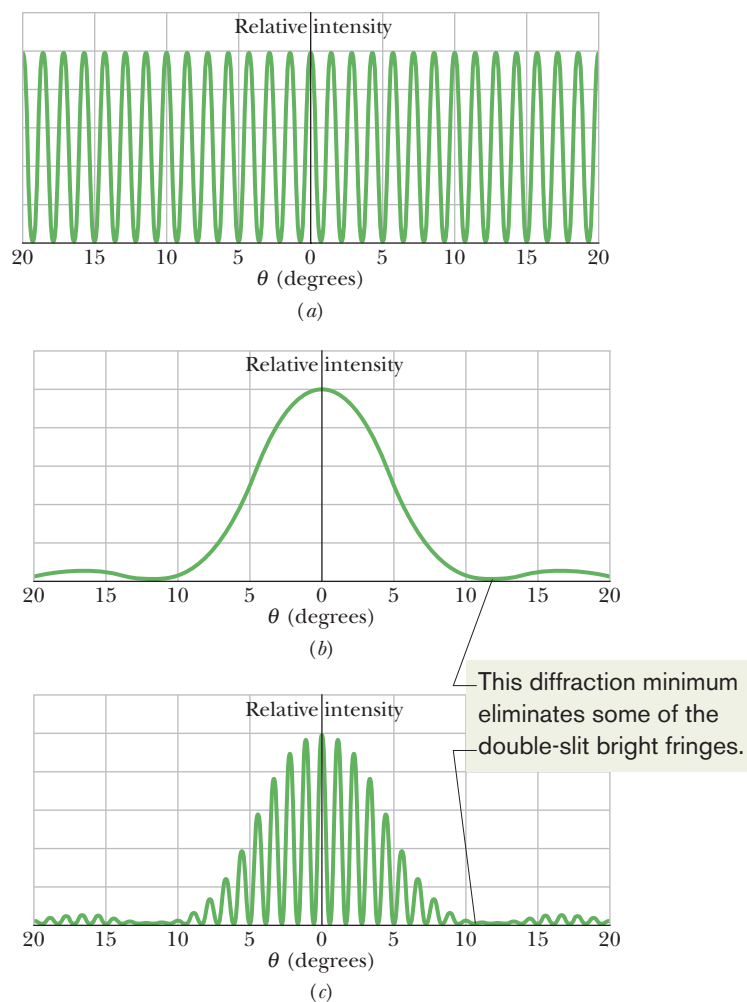 Relative intensity
20 15 10 5 0 5 10 15 20
θ (degrees)
(a)
Relative intensity
20 15 10 5 0 5 10 15 20
θ (degrees)
(b)
This diffraction minimum
eliminates some of the
double-slit bright fringes.
Relative intensity
20 15 10 5 0 5 10 15 20
θ (degrees)
(c)